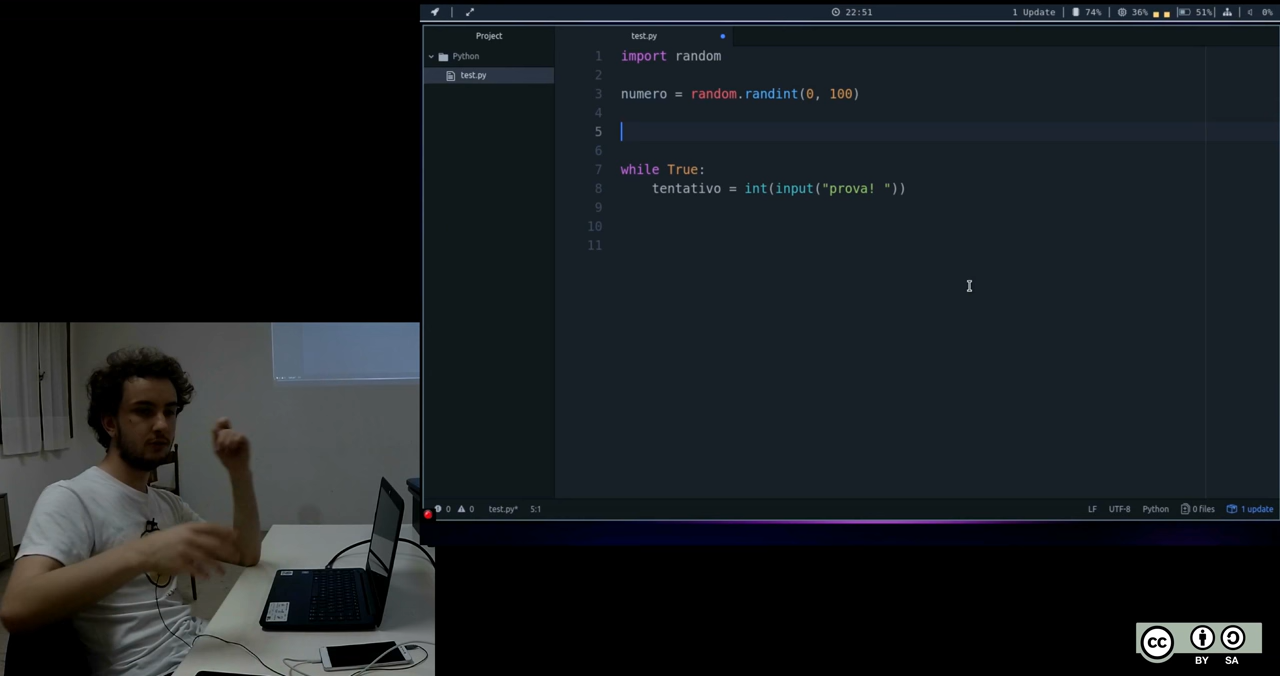 22:51 1 Update 74% 36% 51% 0%
Project test.py
Python
test.py
1 import random
2
3 numero = random.randint(0, 100)
4
5
6
7 while True:
8 tentativo = int(input("prova! "))
9
10
11
0 0 test.py* 5:1 LF UTF-8 Python 0 files 1 update
cc
BY SA